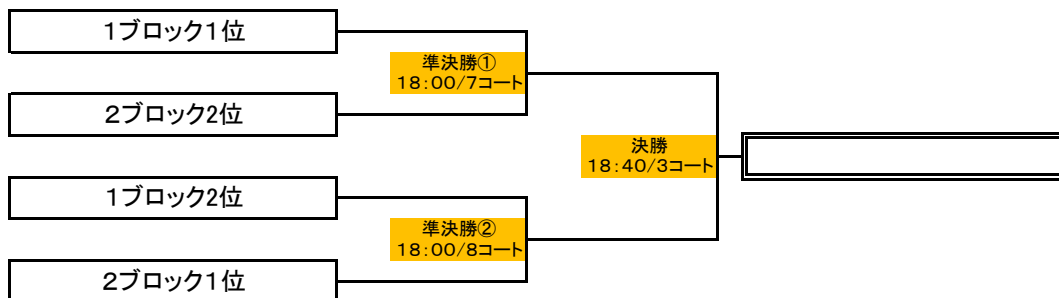 1ブロック1位
準決勝①
18:00/7コート
2ブロック2位
決勝
18:40/3コート
1ブロック2位
準決勝②
18:00/8コート
2ブロック1位